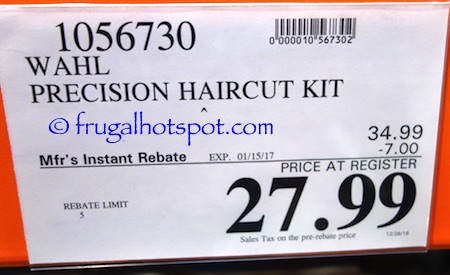 1056730
0000010567302
WAHL
PRECISION HAIRCUT KIT
© frugalhotspot.com
34.99
Mfr's Instant Rebate EXP. 01/15/17 -7.00
PRICE AT REGISTER
27.99
REBATE LIMIT
5
Sales Tax on the pre-rebate price 12/26/16